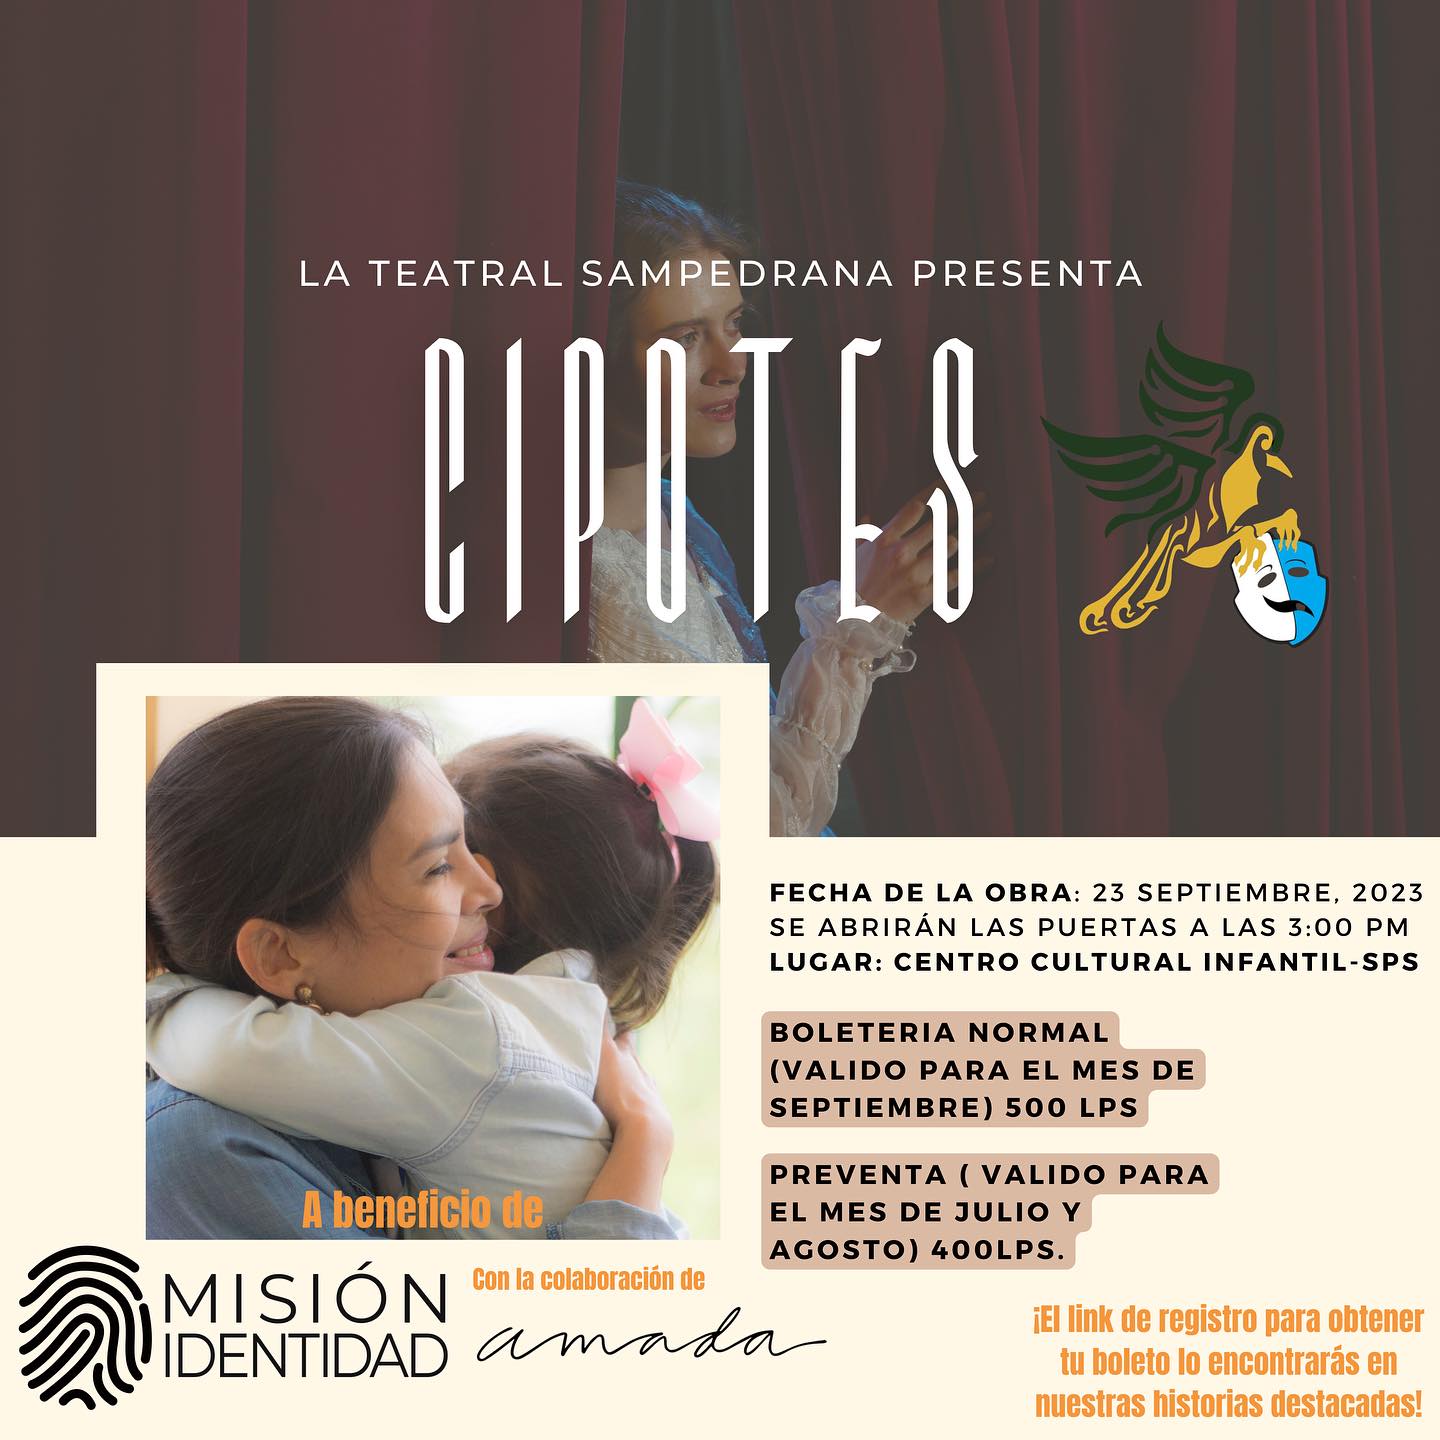 LA TEATRAL SAMPEDRANA PRESENTA
CIPOTES
FECHA DE LA OBRA: 23 SEPTIEMBRE, 2023
SE ABRIRÁN LAS PUERTAS A LAS 3:00 PM
LUGAR: CENTRO CULTURAL INFANTIL-SPS
BOLETERIA NORMAL
(VALIDO PARA EL MES DE
SEPTIEMBRE) 500 LPS
PREVENTA ( VALIDO PARA
EL MES DE JULIO Y
AGOSTO) 400LPS.
A beneficio de
MISIÓN
IDENTIDAD
Con la colaboración de
amada
¡El link de registro para obtener
tu boleto lo encontrarás en
nuestras historias destacadas!